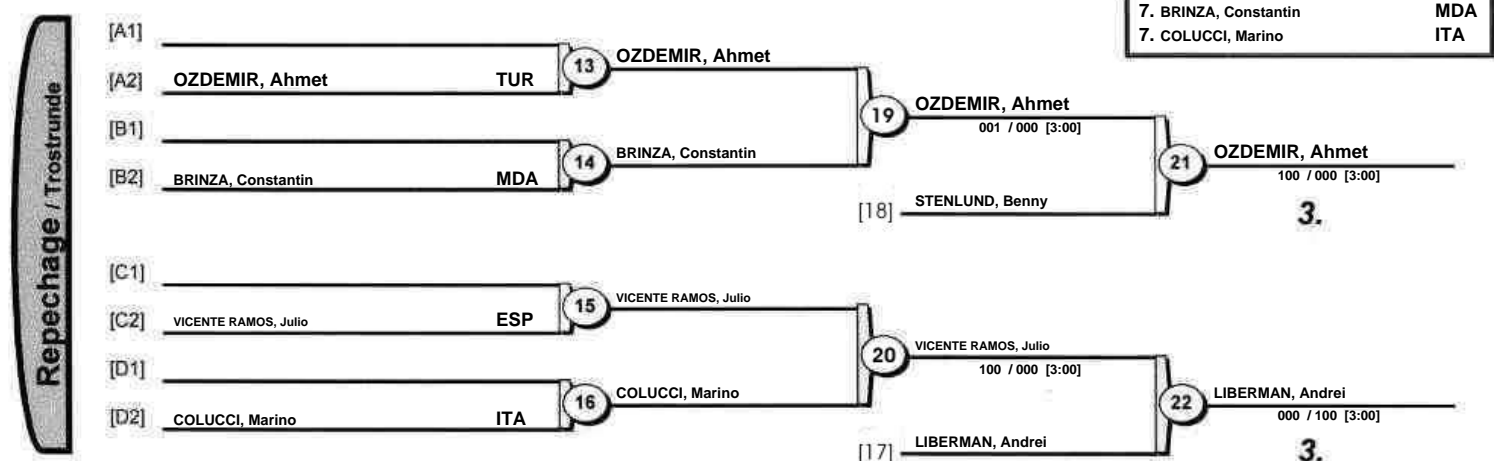 7. BRINZA, Constantin MDA
7. COLUCCI, Marino ITA
Repechage / Trostrunde
[A1]
[A2] OZDEMIR, Ahmet TUR
13 OZDEMIR, Ahmet
[B1]
[B2] BRINZA, Constantin MDA
14 BRINZA, Constantin
19 OZDEMIR, Ahmet
001 / 000 [3:00]
[18] STENLUND, Benny
21 OZDEMIR, Ahmet
100 / 000 [3:00]
3.
[C1]
[C2] VICENTE RAMOS, Julio ESP
15 VICENTE RAMOS, Julio
[D1]
[D2] COLUCCI, Marino ITA
16 COLUCCI, Marino
20 VICENTE RAMOS, Julio
100 / 000 [3:00]
[17] LIBERMAN, Andrei
22 LIBERMAN, Andrei
000 / 100 [3:00]
3.